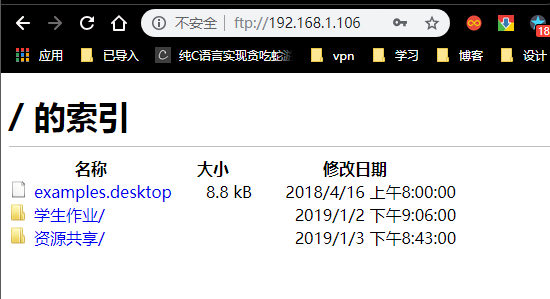 不安全 | ftp://192.168.1.106
应用 已导入 C 纯C语言实现贪吃蛇游 vpn 学习 博客 设计
18
/ 的索引
名称 大小 修改日期
examples.desktop 8.8 kB 2018/4/16 上午8:00:00
学生作业/ 2019/1/2 下午9:06:00
资源共享/ 2019/1/3 下午8:43:00